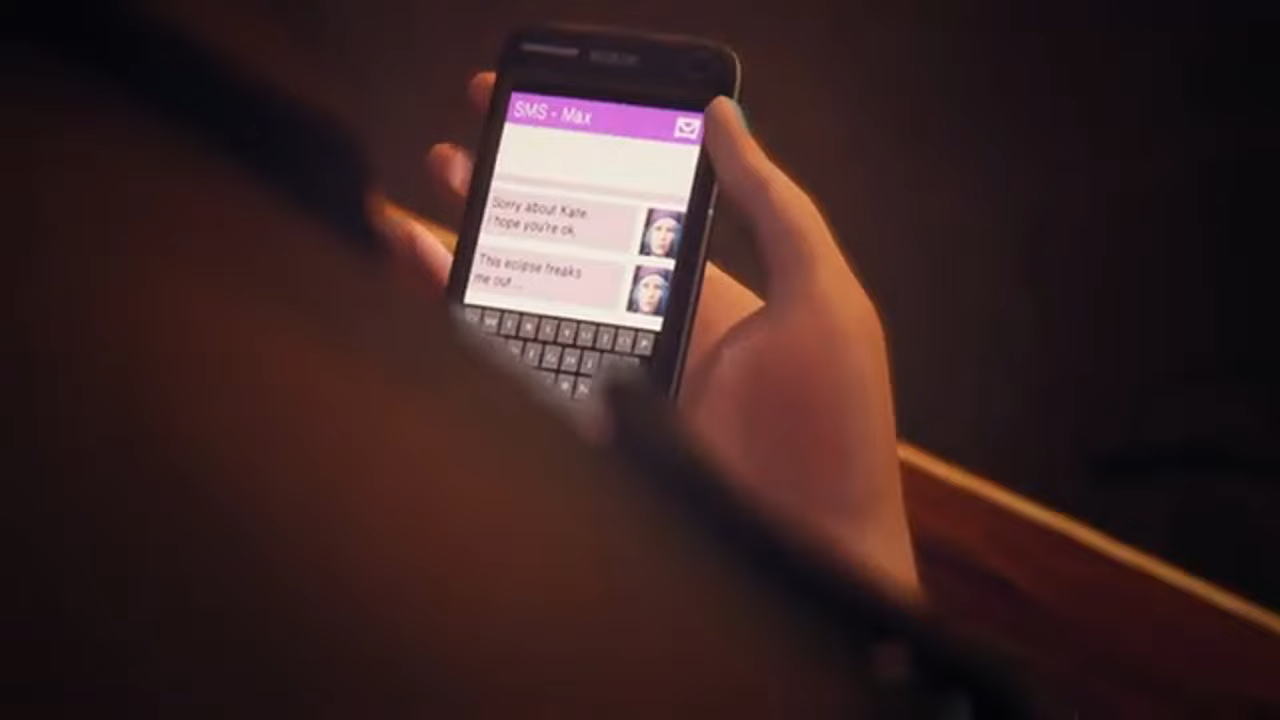 SMS - Max
Sorry about Kate.
I hope you're ok.
This eclipse freaks
me out...